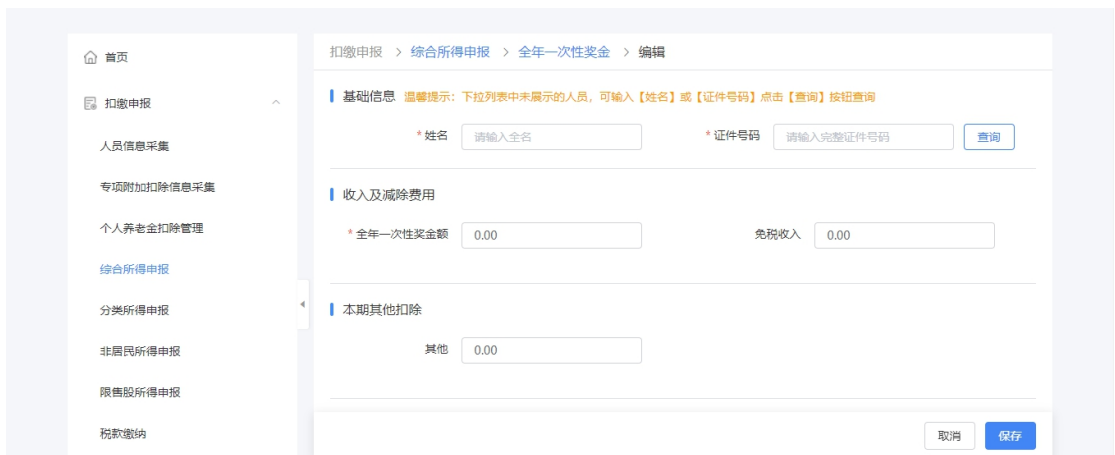 首页
扣缴申报
人员信息采集
专项附加扣除信息采集
个人养老金扣除管理
综合所得申报
分类所得申报
非居民所得申报
限售股所得申报
税款缴纳
扣缴申报 > 综合所得申报 > 全年一次性奖金 > 编辑
基础信息 温馨提示：下拉列表中未展示的人员，可输入【姓名】或【证件号码】点击【查询】按钮查询
*姓名 请输入全名 *证件号码 请输入完整证件号码 查询
收入及减除费用
*全年一次性奖金额 0.00 免税收入 0.00
本期其他扣除
其他 0.00
取消 保存